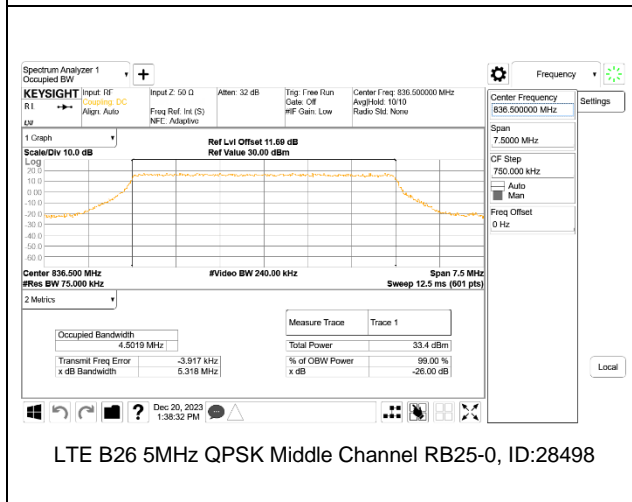 Spectrum Analyzer 1
Occupied BW
Frequency
KEYSIGHT
Input: RF
Coupling: DC
Align: Auto
Input Z: 50 Ω
Freq Ref: Int (S)
NFE: Adaptive
Atten: 32 dB
Trig: Free Run
Gate: Off
#IF Gain: Low
Center Freq: 836.500000 MHz
Avg|Hold: 10/10
Radio Std: None
Center Frequency
836.500000 MHz
Settings
Span
7.5000 MHz
CF Step
750.000 kHz
Auto
Man
Freq Offset
0 Hz
1 Graph
Scale/Div 10.0 dB
Ref Lvl Offset 11.69 dB
Ref Value 30.00 dBm
Log
20.0
10.0
0.00
-10.0
-20.0
-30.0
-40.0
-50.0
-60.0
Center 836.500 MHz
#Res BW 75.000 kHz
#Video BW 240.00 kHz
Span 7.5 MHz
Sweep 12.5 ms (601 pts)
2 Metrics
Occupied Bandwidth
4.5019 MHz
Transmit Freq Error -3.917 kHz
x dB Bandwidth 5.318 MHz
Measure Trace Trace 1
Total Power 33.4 dBm
% of OBW Power 99.00 %
x dB -26.00 dB
Local
Dec 20, 2023
1:38:32 PM
LTE B26 5MHz QPSK Middle Channel RB25-0, ID:28498